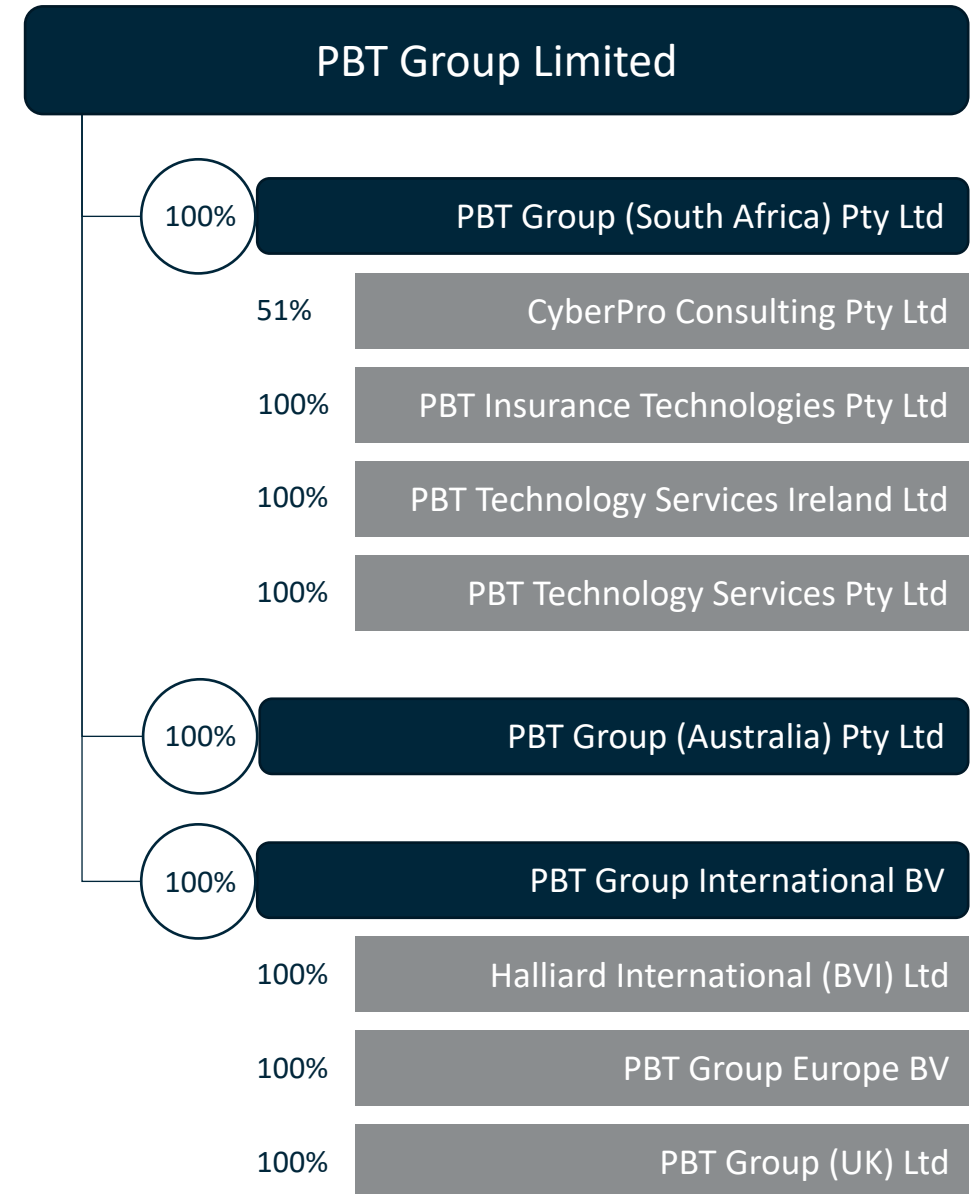 PBT Group Limited
100% PBT Group (South Africa) Pty Ltd
51% CyberPro Consulting Pty Ltd
100% PBT Insurance Technologies Pty Ltd
100% PBT Technology Services Ireland Ltd
100% PBT Technology Services Pty Ltd
100% PBT Group (Australia) Pty Ltd
100% PBT Group International BV
100% Halliard International (BVI) Ltd
100% PBT Group Europe BV
100% PBT Group (UK) Ltd